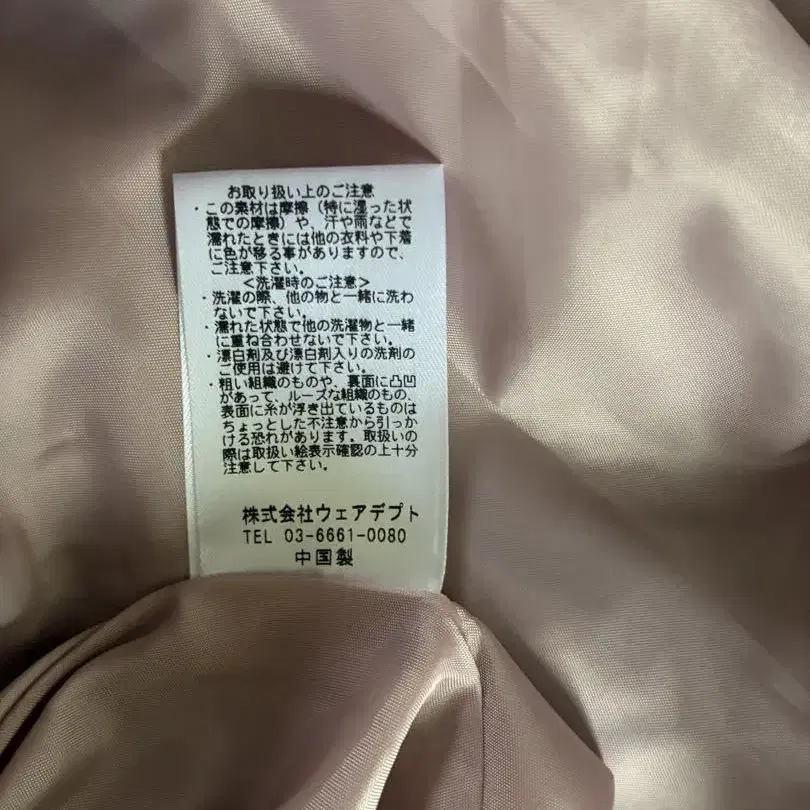 お取り扱い上のご注意
・この素材は摩擦（特に湿った状
態での摩擦）や、汗や雨などで
濡れたときには他の衣料や下着
に色が移る事がありますので、
ご注意下さい。
＜洗濯時のご注意＞
・洗濯の際、他の物と一緒に洗わ
ないで下さい。
・濡れた状態で他の洗濯物と一緒
に重ね合わせないで下さい。
・漂白剤及び漂白剤入りの洗剤の
ご使用は避けて下さい。
・粗い組織のものや、裏面に凸凹
があって、ルーズな組織のもの、
表面に糸が浮き出ているものは
ちょっとした不注意から引っか
ける恐れがあります。取扱いの
際は取扱い絵表示確認の上十分
注意して下さい。
株式会社ウェアデプト
TEL 03-6661-0080
中国製